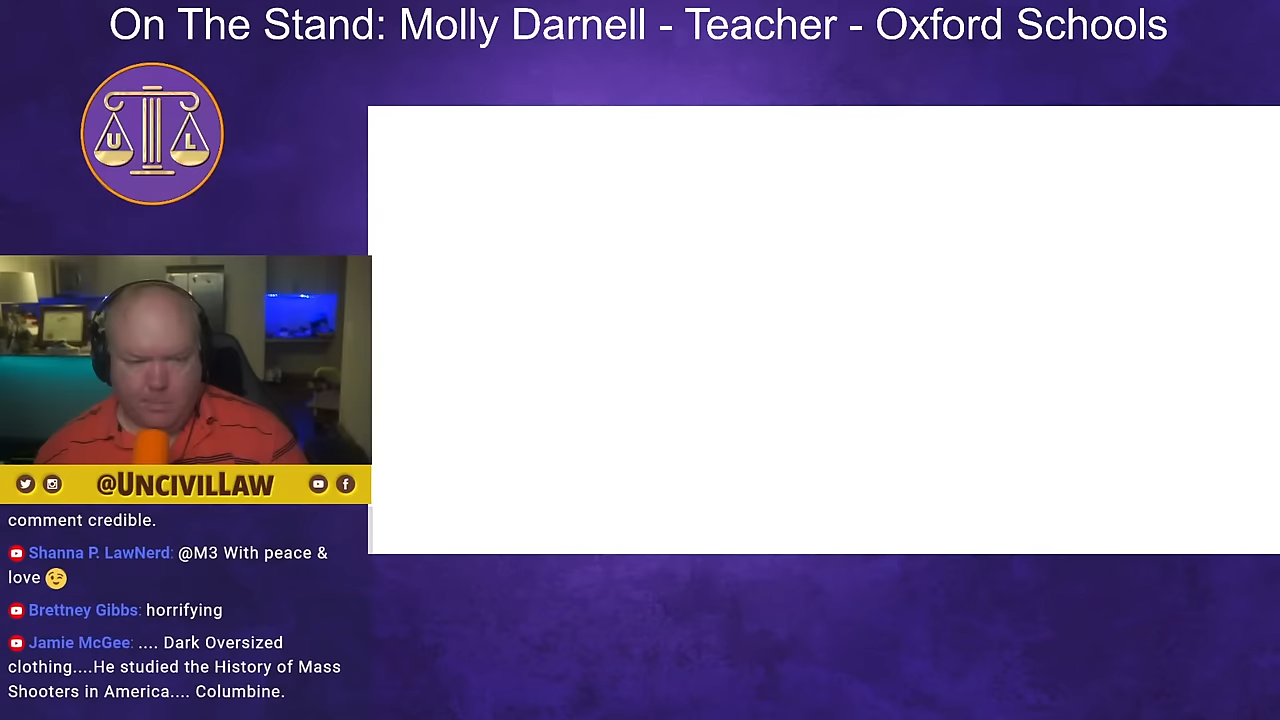 On The Stand: Molly Darnell - Teacher - Oxford Schools
U L
@UNCIVILLAW
comment credible.
Shanna P. LawNerd: @M3 With peace &
love 😉
Brettney Gibbs: horrifying
Jamie McGee: .... Dark Oversized
clothing....He studied the History of Mass
Shooters in America.... Columbine.